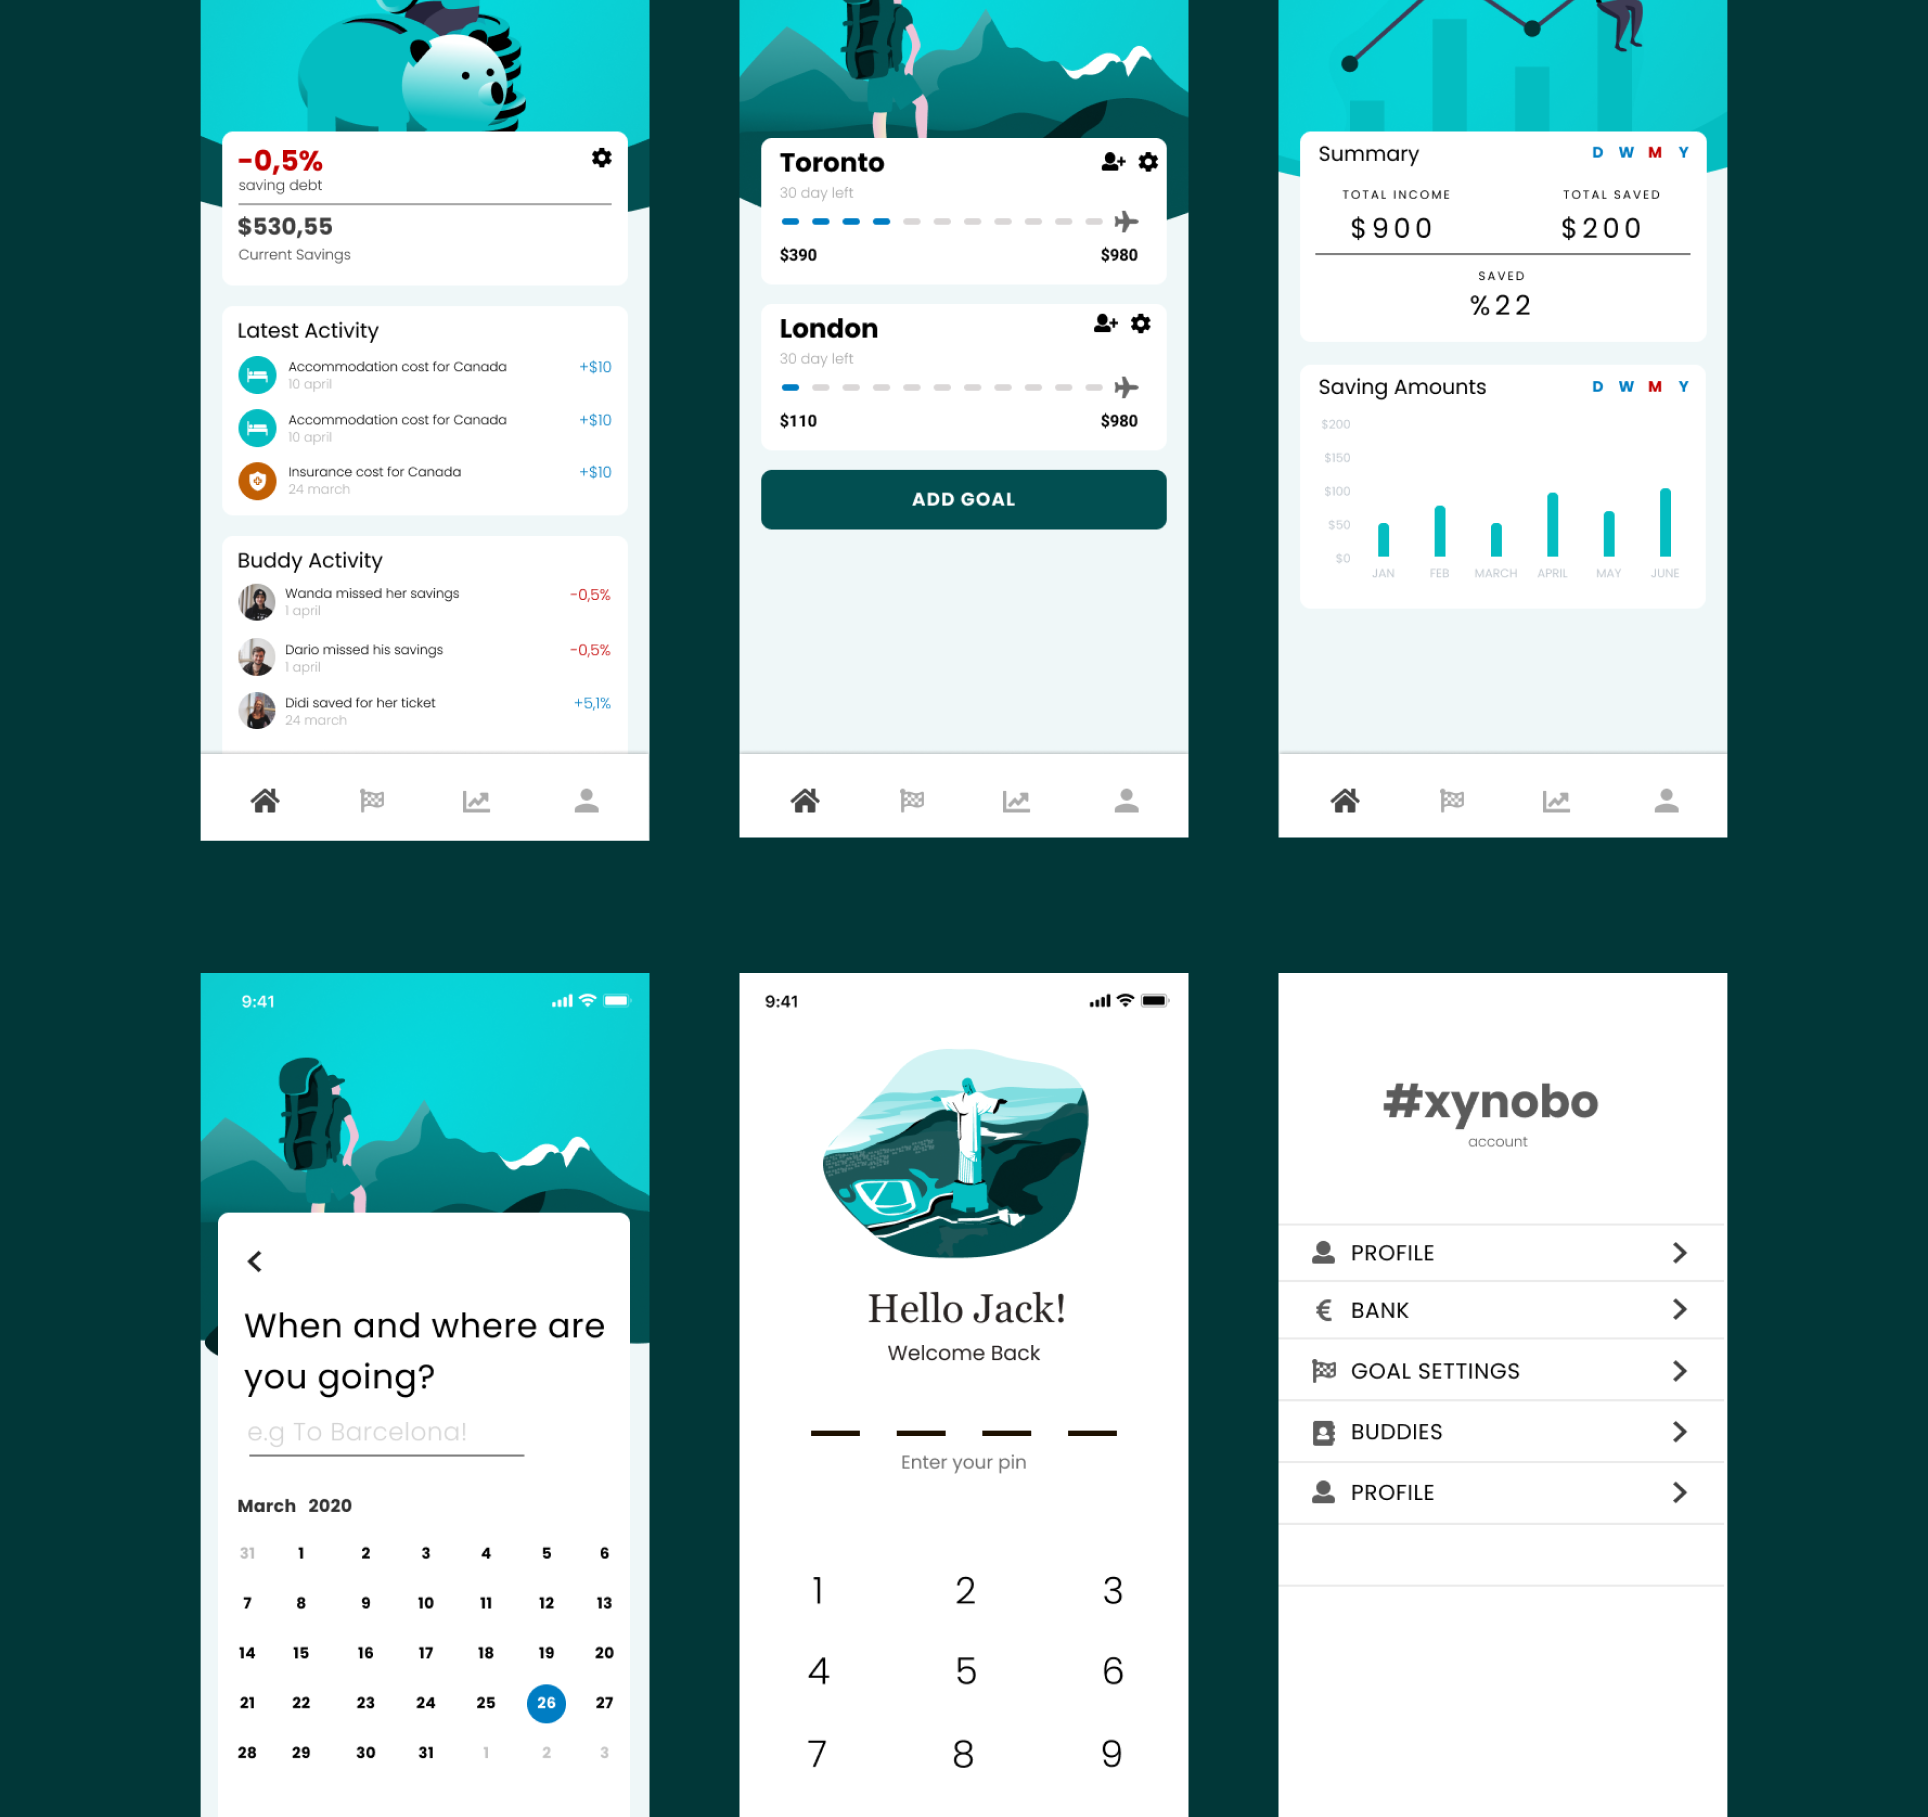 -0,5%
saving debt
$530,55
Current Savings
Latest Activity
Accommodation cost for Canada +$10
10 april
Accommodation cost for Canada +$10
10 april
Insurance cost for Canada +$10
24 march
Buddy Activity
Wanda missed her savings -0,5%
1 april
Dario missed his savings -0,5%
1 april
Didi saved for her ticket +5,1%
24 march
Toronto
30 day left
$390 $980
London
30 day left
$110 $980
ADD GOAL
Summary D W M Y
TOTAL INCOME TOTAL SAVED
$900 $200
SAVED
%22
Saving Amounts D W M Y
$200
$150
$100
$50
$0
JAN FEB MARCH APRIL MAY JUNE
9:41
When and where are
you going?
e.g To Barcelona!
March 2020
31 1 2 3 4 5 6
7 8 9 10 11 12 13
14 15 16 17 18 19 20
21 22 23 24 25 26 27
28 29 30 31 1 2 3
9:41
Hello Jack!
Welcome Back
Enter your pin
1 2 3
4 5 6
7 8 9
#xynobo
account
PROFILE
€ BANK
GOAL SETTINGS
BUDDIES
PROFILE